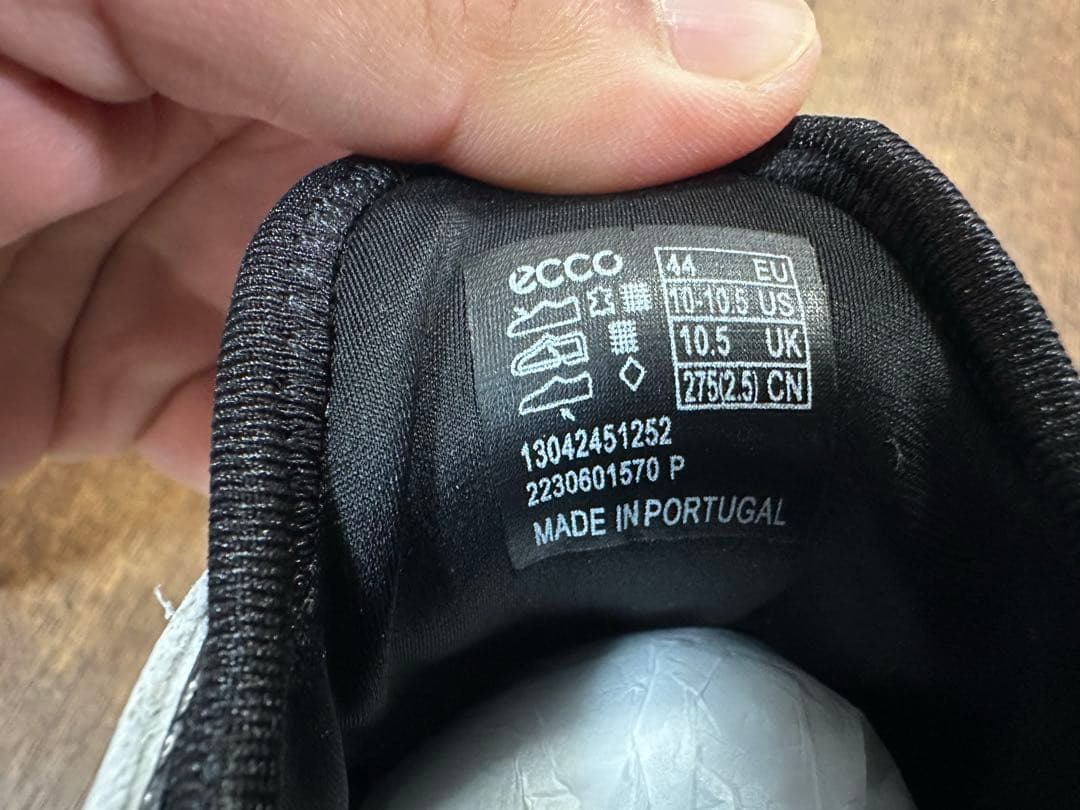 ecco
44 EU
10-10.5 US
10.5 UK
275(2.5) CN
13042451252
2230601570 P
MADE IN PORTUGAL